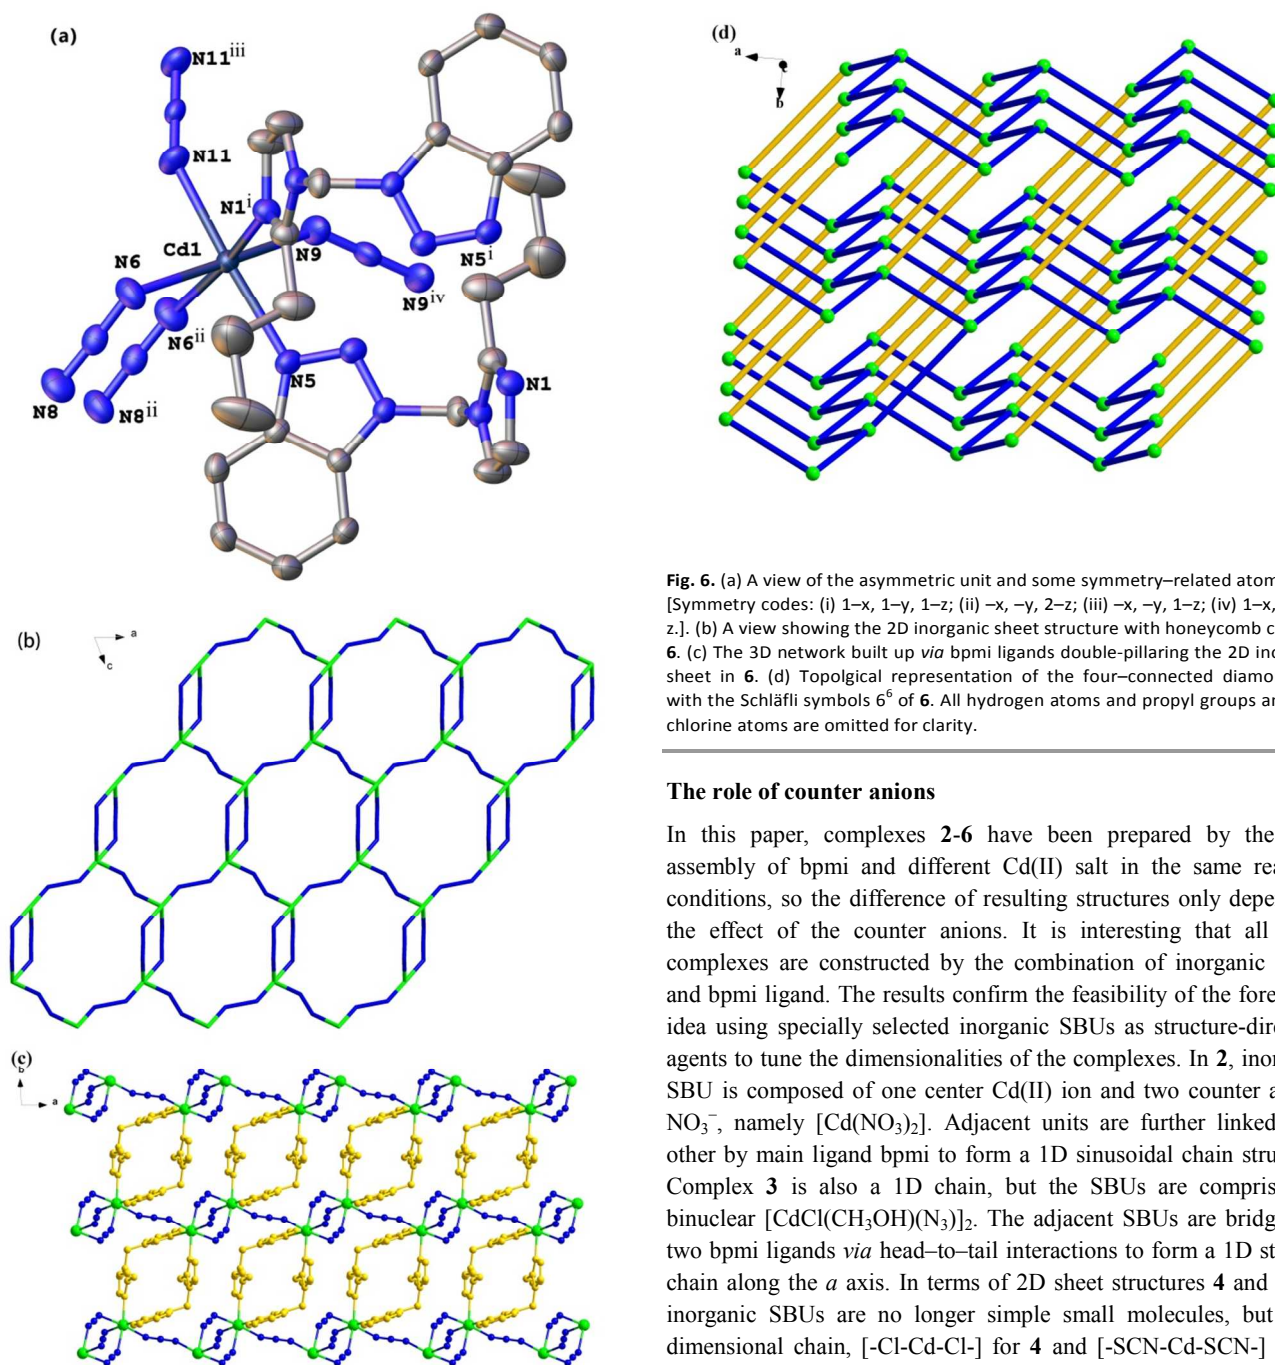 (a)
N11iii
N11
N1i
Cd1
N9
N5i
N6
N9iv
N6ii
N5
N1
N8
N8ii
(b)
a
c
(c)
b
a
(d)
a
c
b
Fig. 6. (a) A view of the asymmetric unit and some symmetry–related atom
[Symmetry codes: (i) 1–x, 1–y, 1–z; (ii) –x, –y, 2–z; (iii) –x, –y, 1–z; (iv) 1–x,
z.]. (b) A view showing the 2D inorganic sheet structure with honeycomb c
6. (c) The 3D network built up via bpmi ligands double-pillaring the 2D ino
sheet in 6. (d) Topolgical representation of the four–connected diamo
with the Schläfli symbols 6⁶ of 6. All hydrogen atoms and propyl groups a
chlorine atoms are omitted for clarity.
The role of counter anions
In this paper, complexes 2-6 have been prepared by the
assembly of bpmi and different Cd(II) salt in the same rea
conditions, so the difference of resulting structures only depe
the effect of the counter anions. It is interesting that all
complexes are constructed by the combination of inorganic
and bpmi ligand. The results confirm the feasibility of the fore
idea using specially selected inorganic SBUs as structure-dire
agents to tune the dimensionalities of the complexes. In 2, inor
SBU is composed of one center Cd(II) ion and two counter a
NO₃⁻, namely [Cd(NO₃)₂]. Adjacent units are further linked
other by main ligand bpmi to form a 1D sinusoidal chain stru
Complex 3 is also a 1D chain, but the SBUs are compris
binuclear [CdCl(CH₃OH)(N₃)]₂. The adjacent SBUs are bridg
two bpmi ligands via head–to–tail interactions to form a 1D st
chain along the a axis. In terms of 2D sheet structures 4 and
inorganic SBUs are no longer simple small molecules, but
dimensional chain, [-Cl-Cd-Cl-] for 4 and [-SCN-Cd-SCN-]